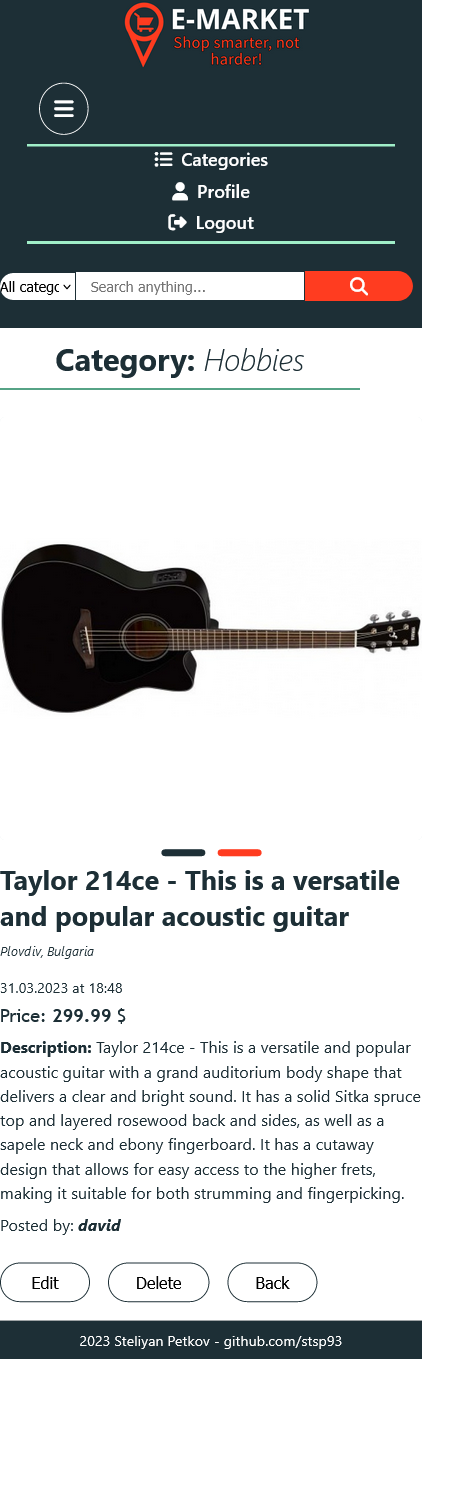 E-MARKET
Shop smarter, not
harder!
Categories
Profile
Logout
All catego
Search anything...
Category: Hobbies
Taylor 214ce - This is a versatile
and popular acoustic guitar
Plovdiv, Bulgaria
31.03.2023 at 18:48
Price: 299.99 $
Description: Taylor 214ce - This is a versatile and popular
acoustic guitar with a grand auditorium body shape that
delivers a clear and bright sound. It has a solid Sitka spruce
top and layered rosewood back and sides, as well as a
sapele neck and ebony fingerboard. It has a cutaway
design that allows for easy access to the higher frets,
making it suitable for both strumming and fingerpicking.
Posted by: david
Edit Delete Back
2023 Steliyan Petkov - github.com/stsp93